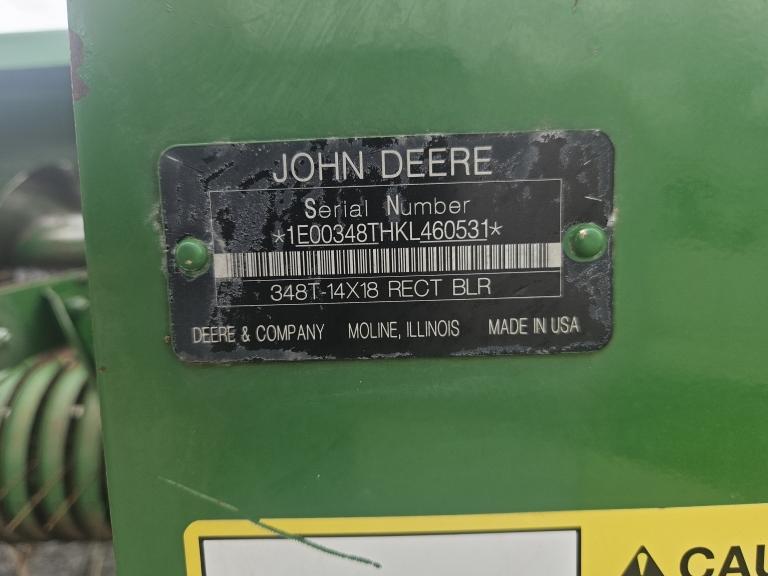 JOHN DEERE
Serial Number
*1E00348THKL460531*
348T-14X18 RECT BLR
DEERE & COMPANY MOLINE, ILLINOIS MADE IN USA
CAU